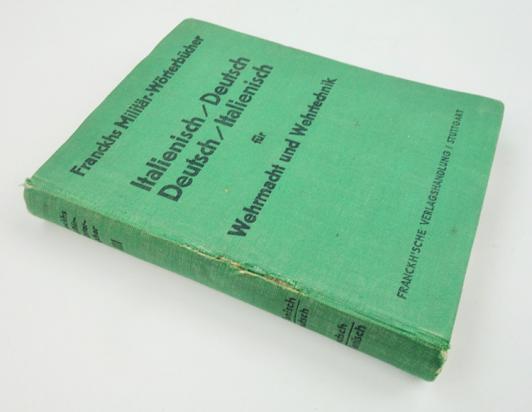 Franckhs Militär-Wörterbücher
Italienisch/Deutsch
Deutsch/Italienisch
für
Wehrmacht und Wehrtechnik
FRANCKH'SCHE VERLAGSHANDLUNG / STUTTGART